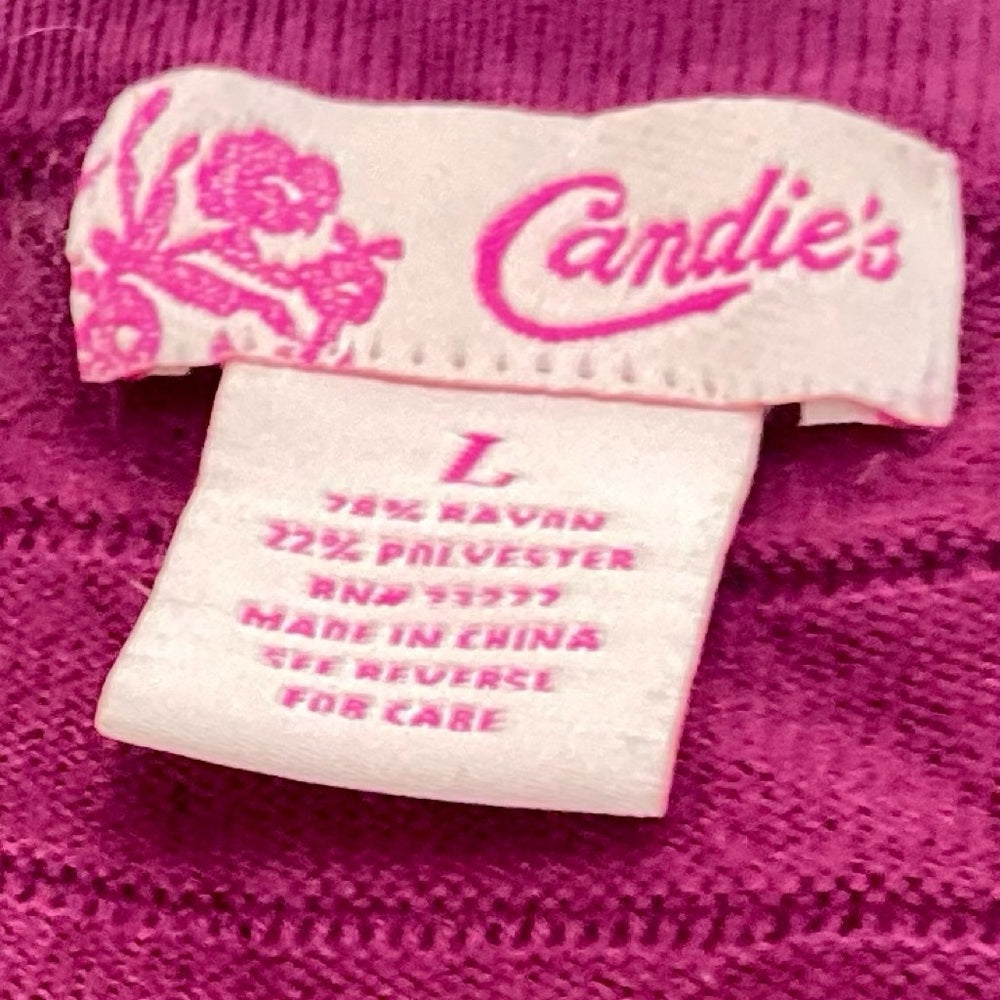 Candie's
L
78% RAYON
22% POLYESTER
RN#
MADE IN CHINA
SEE REVERSE
FOR CARE